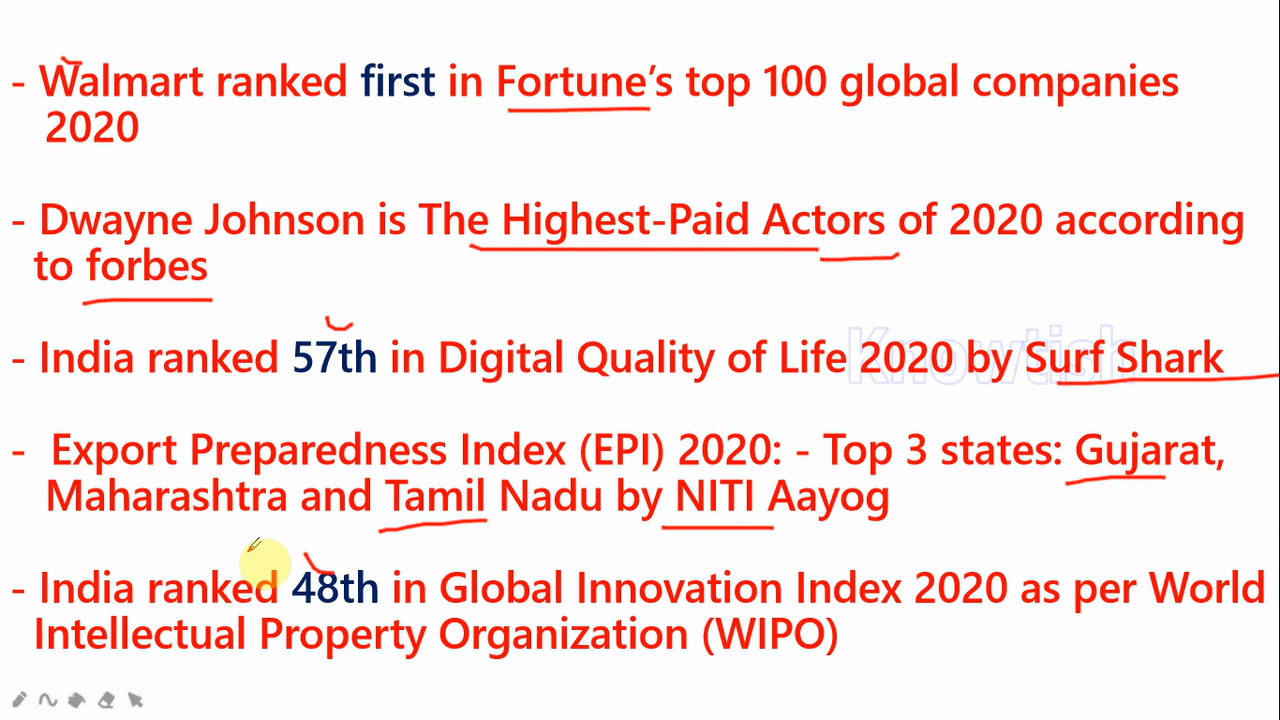 - Walmart ranked first in Fortune's top 100 global companies
2020
- Dwayne Johnson is The Highest-Paid Actors of 2020 according
to forbes
- India ranked 57th in Digital Quality of Life 2020 by Surf Shark
Knowtish
- Export Preparedness Index (EPI) 2020: - Top 3 states: Gujarat,
Maharashtra and Tamil Nadu by NITI Aayog
- India ranked 48th in Global Innovation Index 2020 as per World
Intellectual Property Organization (WIPO)